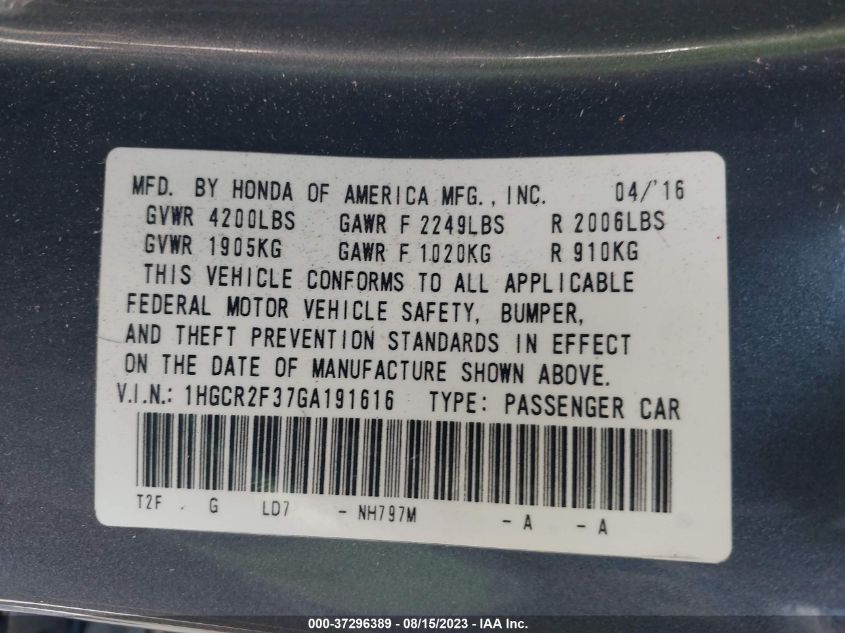 MFD. BY HONDA OF AMERICA MFG., INC. 04/'16
GVWR 4200LBS GAWR F 2249LBS R 2006LBS
GVWR 1905KG GAWR F 1020KG R 910KG
THIS VEHICLE CONFORMS TO ALL APPLICABLE
FEDERAL MOTOR VEHICLE SAFETY, BUMPER,
AND THEFT PREVENTION STANDARDS IN EFFECT
ON THE DATE OF MANUFACTURE SHOWN ABOVE.
V.I.N.: 1HGCR2F37GA191616 TYPE: PASSENGER CAR
T2F . G LD7 - NH797M - A - A
000-37296389 - 08/15/2023 - IAA Inc.